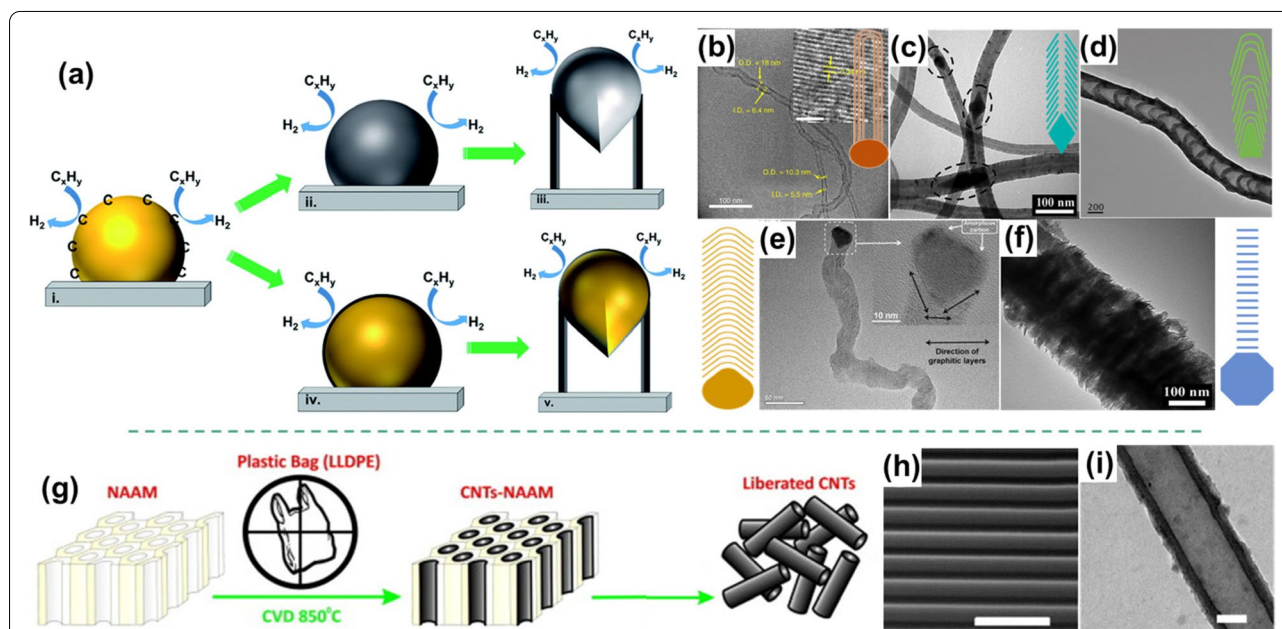 (a)
CxHy
H2
CxHy
H2
i.
CxHy
H2
CxHy
ii.
CxHy
H2
CxHy
H2
iii.
CxHy
H2
CxHy
H2
iv.
CxHy
H2
CxHy
H2
v.
C
C
C
C
C
C
C
(b)
O.D. = 18 nm
I.D. = 6.4 nm
O.D. = 10.3 nm
I.D. = 5.5 nm
100 nm
(c)
100 nm
(d)
200
(e)
carbon
10 nm
Direction of
graphitic layers
50 nm
(f)
100 nm
(g)
NAAM
Plastic Bag (LLDPE)
CVD 850°C
CNTs-NAAM
Liberated CNTs
(h)
(i)